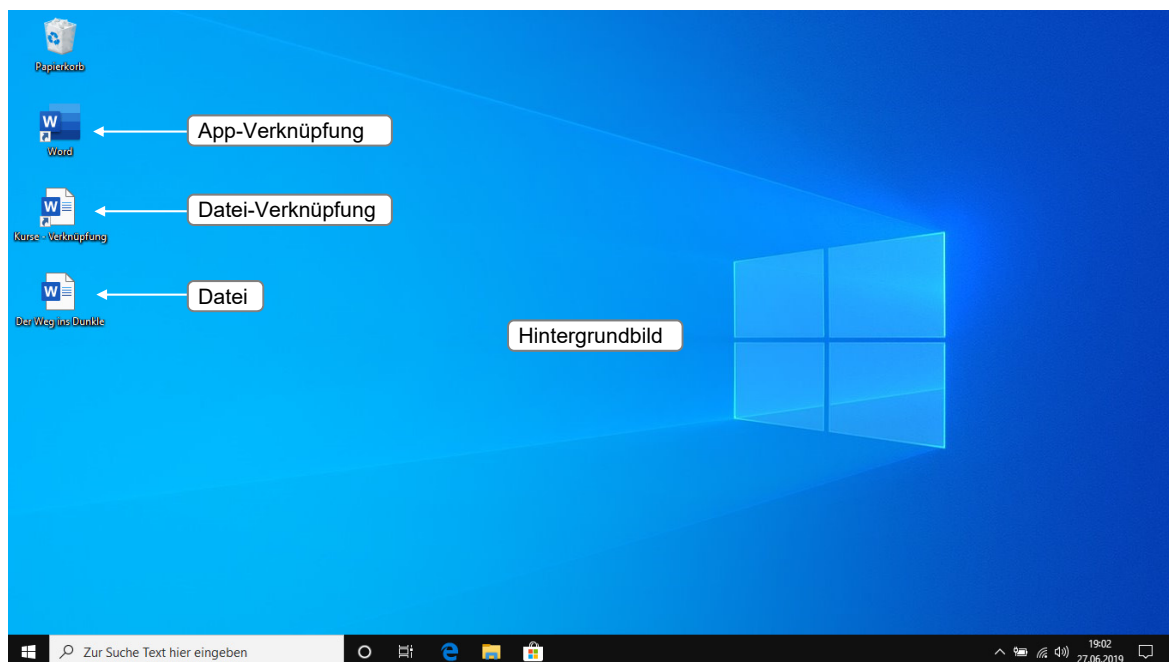 Papierkorb
Word
App-Verknüpfung
Kurse - Verknüpfung
Datei-Verknüpfung
Der Weg ins Dunkle
Datei
Hintergrundbild
Zur Suche Text hier eingeben
19:02
27.06.2019